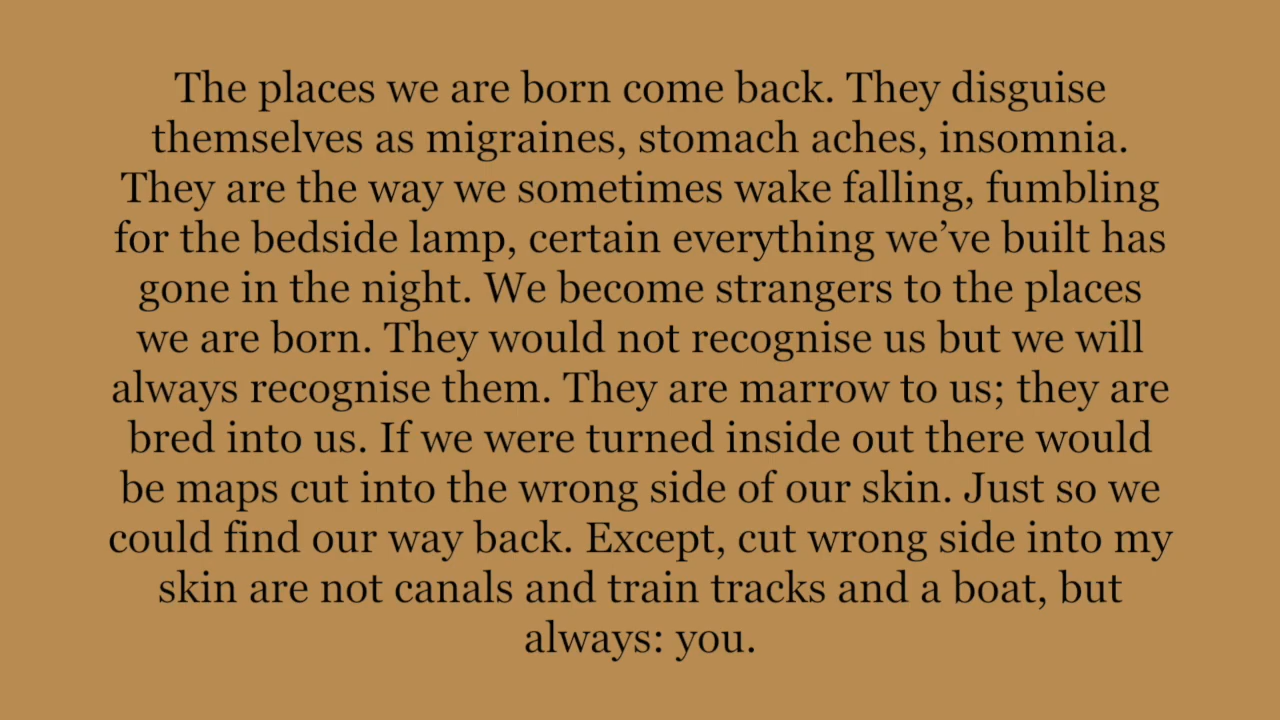 The places we are born come back. They disguise
themselves as migraines, stomach aches, insomnia.
They are the way we sometimes wake falling, fumbling
for the bedside lamp, certain everything we’ve built has
gone in the night. We become strangers to the places
we are born. They would not recognise us but we will
always recognise them. They are marrow to us; they are
bred into us. If we were turned inside out there would
be maps cut into the wrong side of our skin. Just so we
could find our way back. Except, cut wrong side into my
skin are not canals and train tracks and a boat, but
always: you.